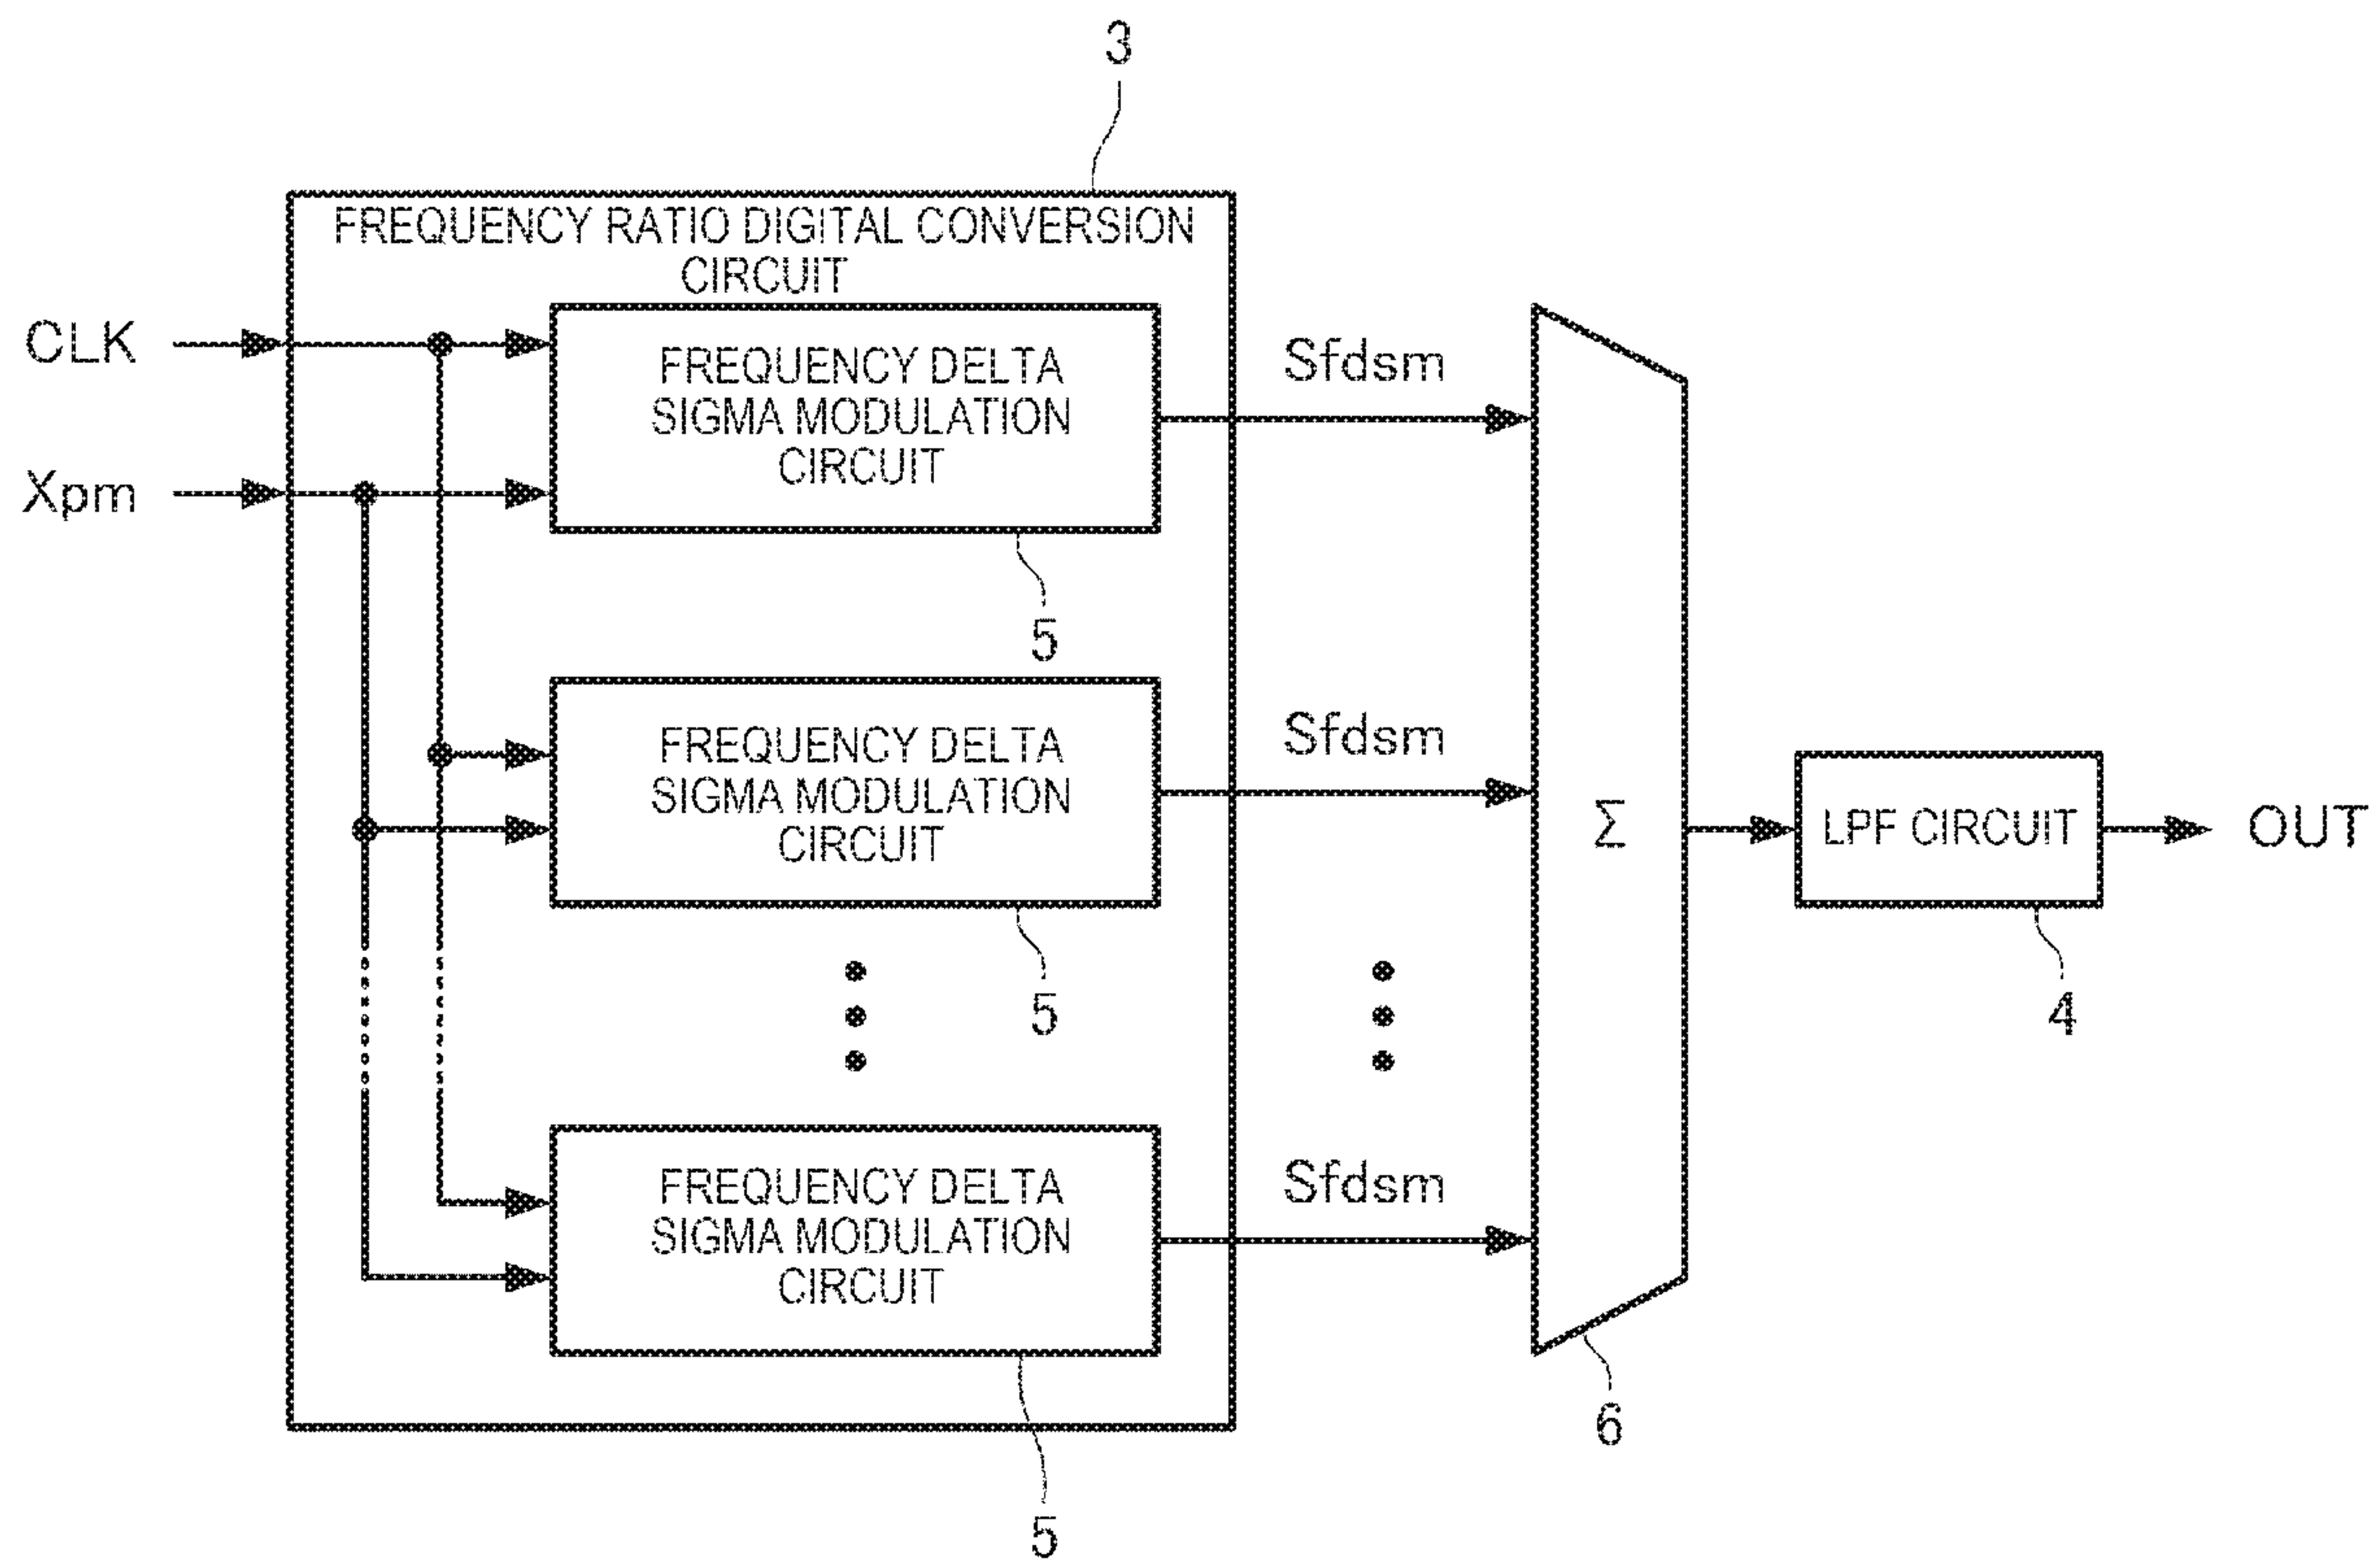 3
FREQUENCY RATIO DIGITAL CONVERSION
CIRCUIT
CLK
Xpm
FREQUENCY DELTA
SIGMA MODULATION
CIRCUIT
Sfdsm
5
FREQUENCY DELTA
SIGMA MODULATION
CIRCUIT
Sfdsm
5
Σ
LPF CIRCUIT
OUT
4
FREQUENCY DELTA
SIGMA MODULATION
CIRCUIT
Sfdsm
5
6